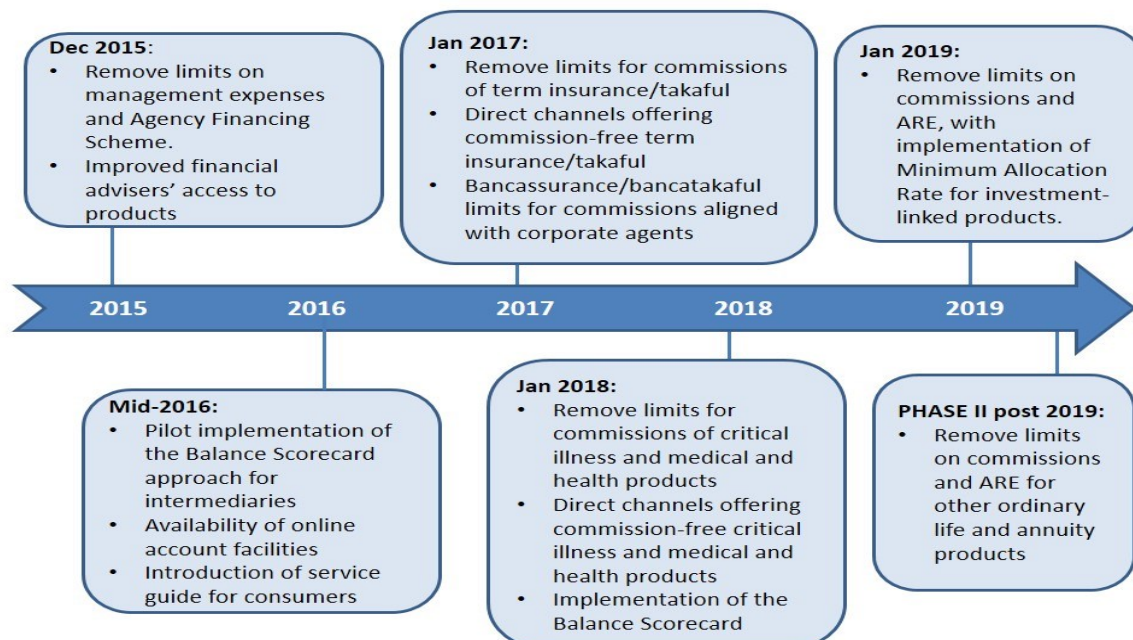 Dec 2015:
• Remove limits on
management expenses
and Agency Financing
Scheme.
• Improved financial
advisers’ access to
products
Jan 2017:
• Remove limits for commissions
of term insurance/takaful
• Direct channels offering
commission-free term
insurance/takaful
• Bancassurance/bancatakaful
limits for commissions aligned
with corporate agents
Jan 2019:
• Remove limits on
commissions and
ARE, with
implementation of
Minimum Allocation
Rate for investment-
linked products.
2015 2016 2017 2018 2019
Mid-2016:
• Pilot implementation of
the Balance Scorecard
approach for
intermediaries
• Availability of online
account facilities
• Introduction of service
guide for consumers
Jan 2018:
• Remove limits for
commissions of critical
illness and medical and
health products
• Direct channels offering
commission-free critical
illness and medical and
health products
• Implementation of the
Balance Scorecard
PHASE II post 2019:
• Remove limits
on commissions
and ARE for
other ordinary
life and annuity
products